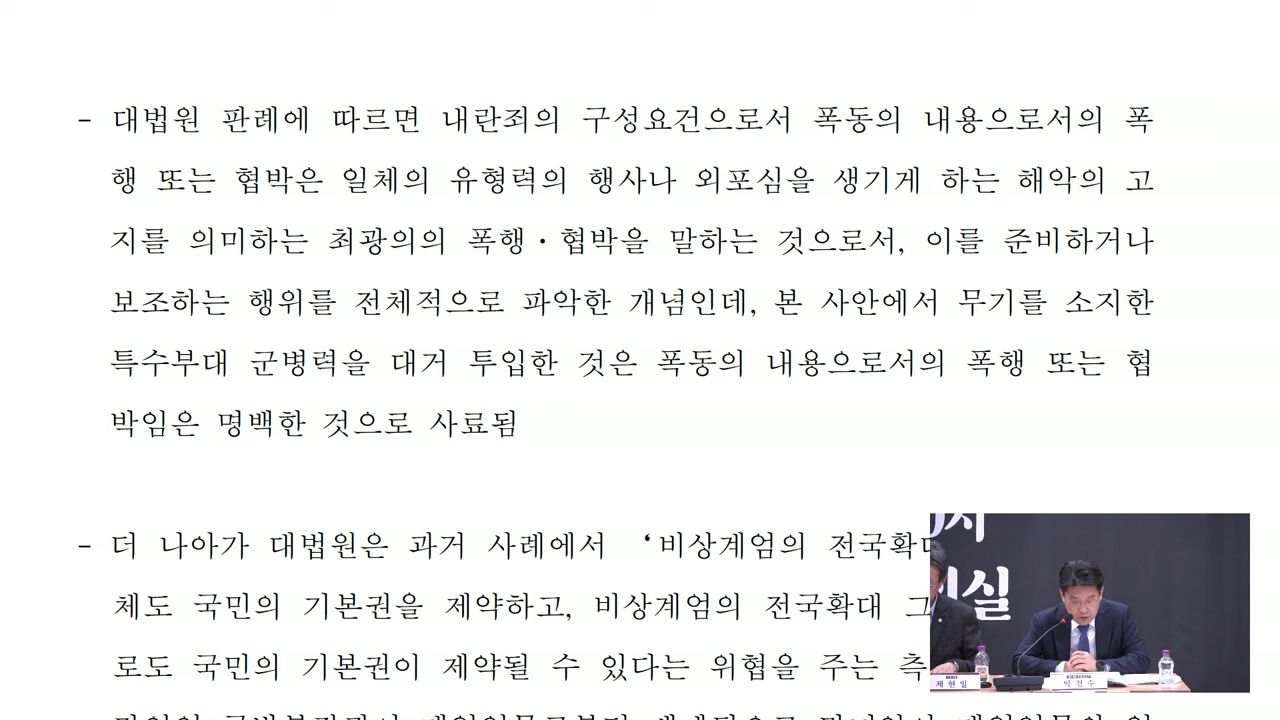 - 대법원 판례에 따르면 내란죄의 구성요건으로서 폭동의 내용으로서의 폭
행 또는 협박은 일체의 유형력의 행사나 외포심을 생기게 하는 해악의 고
지를 의미하는 최광의의 폭행·협박을 말하는 것으로서, 이를 준비하거나
보조하는 행위를 전체적으로 파악한 개념인데, 본 사안에서 무기를 소지한
특수부대 군병력을 대거 투입한 것은 폭동의 내용으로서의 폭행 또는 협
박임은 명백한 것으로 사료됨
- 더 나아가 대법원은 과거 사례에서 ‘비상계엄의
체도 국민의 기본권을 제약하고, 비상계엄의 전국확대 그
로도 국민의 기본권이 제약될 수 있다는 위협을 주는 측
채현일
박경수